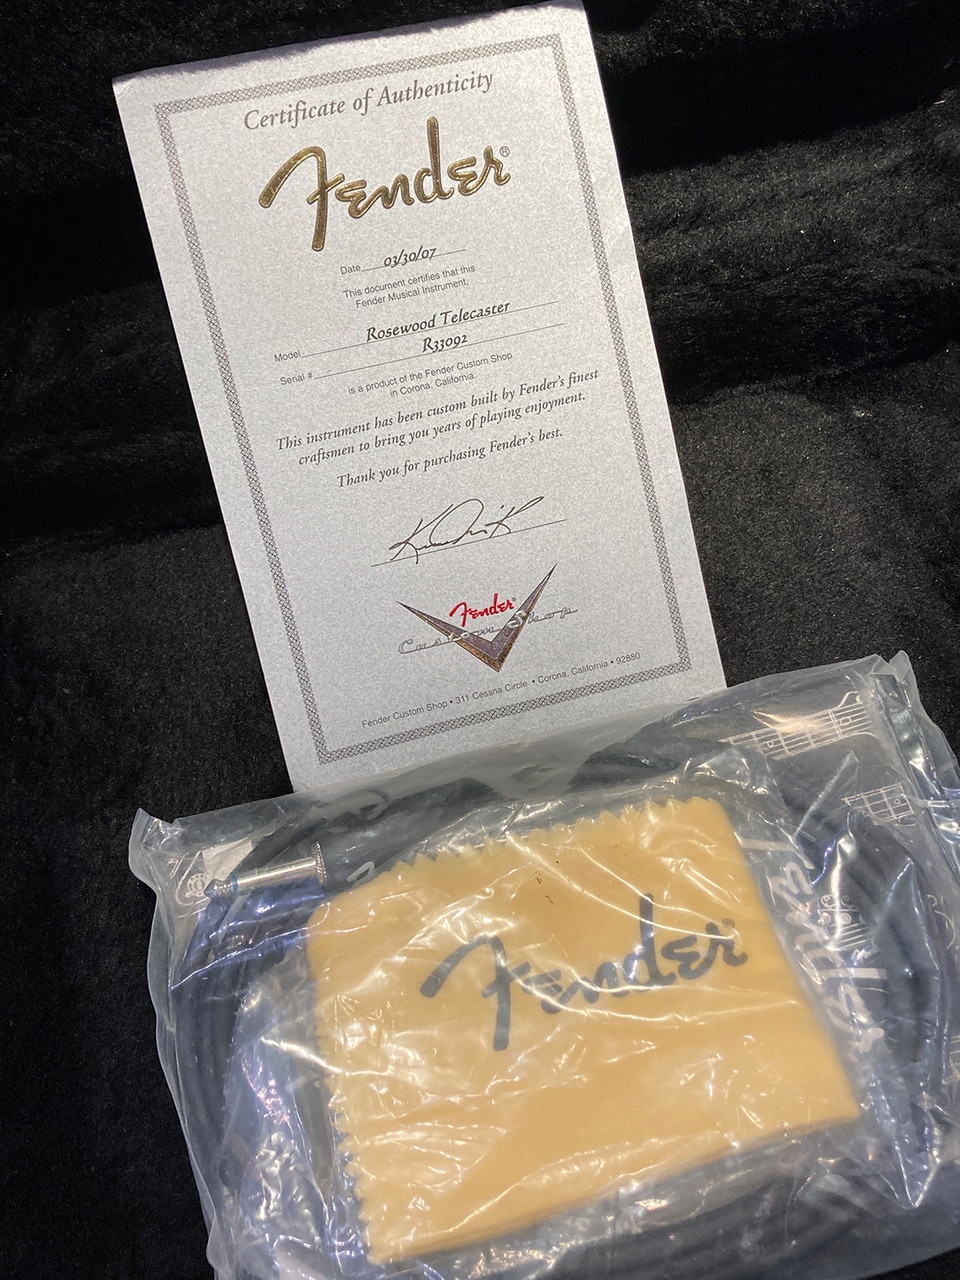 Certificate of Authenticity
Fender®
Date 03/30/07
This document certifies that this
Fender Musical Instrument;
Model Rosewood Telecaster
Serial # R33092
is a product of the Fender Custom Shop
in Corona, California.
This instrument has been custom built by Fender's finest
craftsmen to bring you years of playing enjoyment.
Thank you for purchasing Fender's best.
Fender®
Custom Shop
Fender Custom Shop • 311 Cessna Circle • Corona, California • 92880
Fender®
Fender